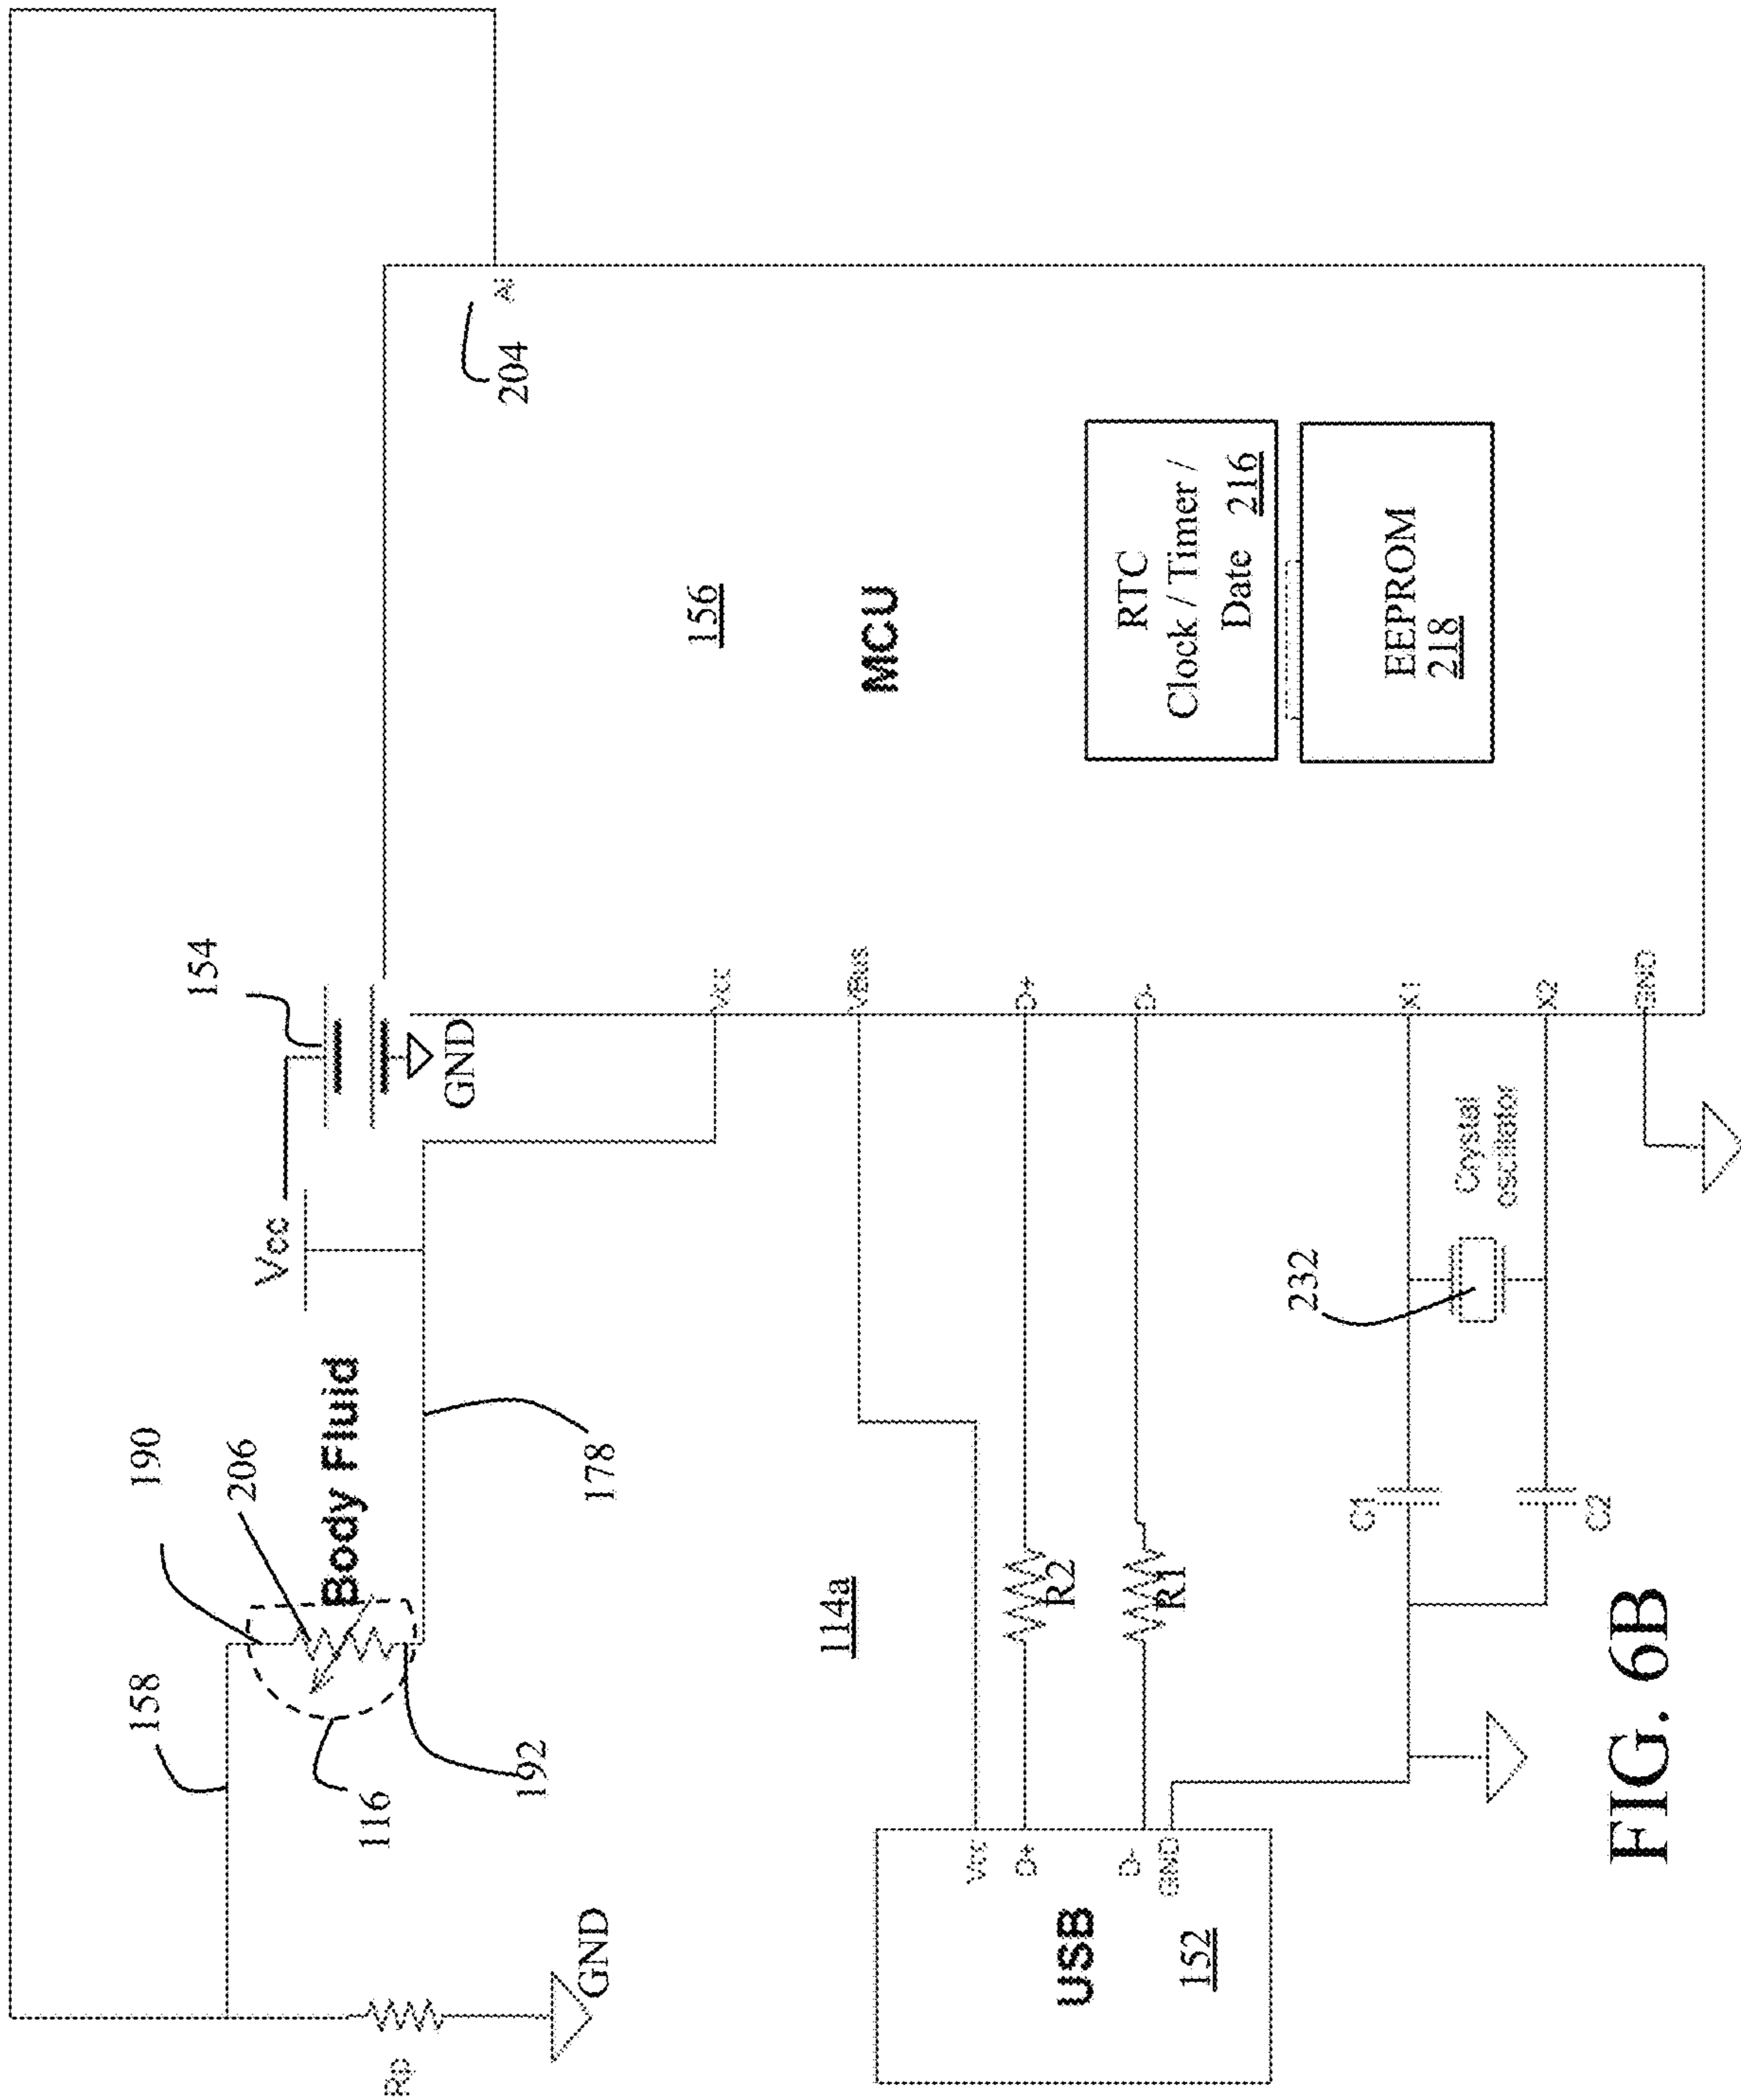 Rp
GND
158
116
190
206
192
Body Fluid
178
Vcc
154
GND
204
Ai
156
MCU
RTC
Clock / Timer /
Date 216
EEPROM
218
Vcc
VBus
D+
D-
X1
X2
GND
114a
R2
R1
USB
152
Vcc
D+
D-
GND
C1
C2
232
Crystal
oscillator
FIG. 6B